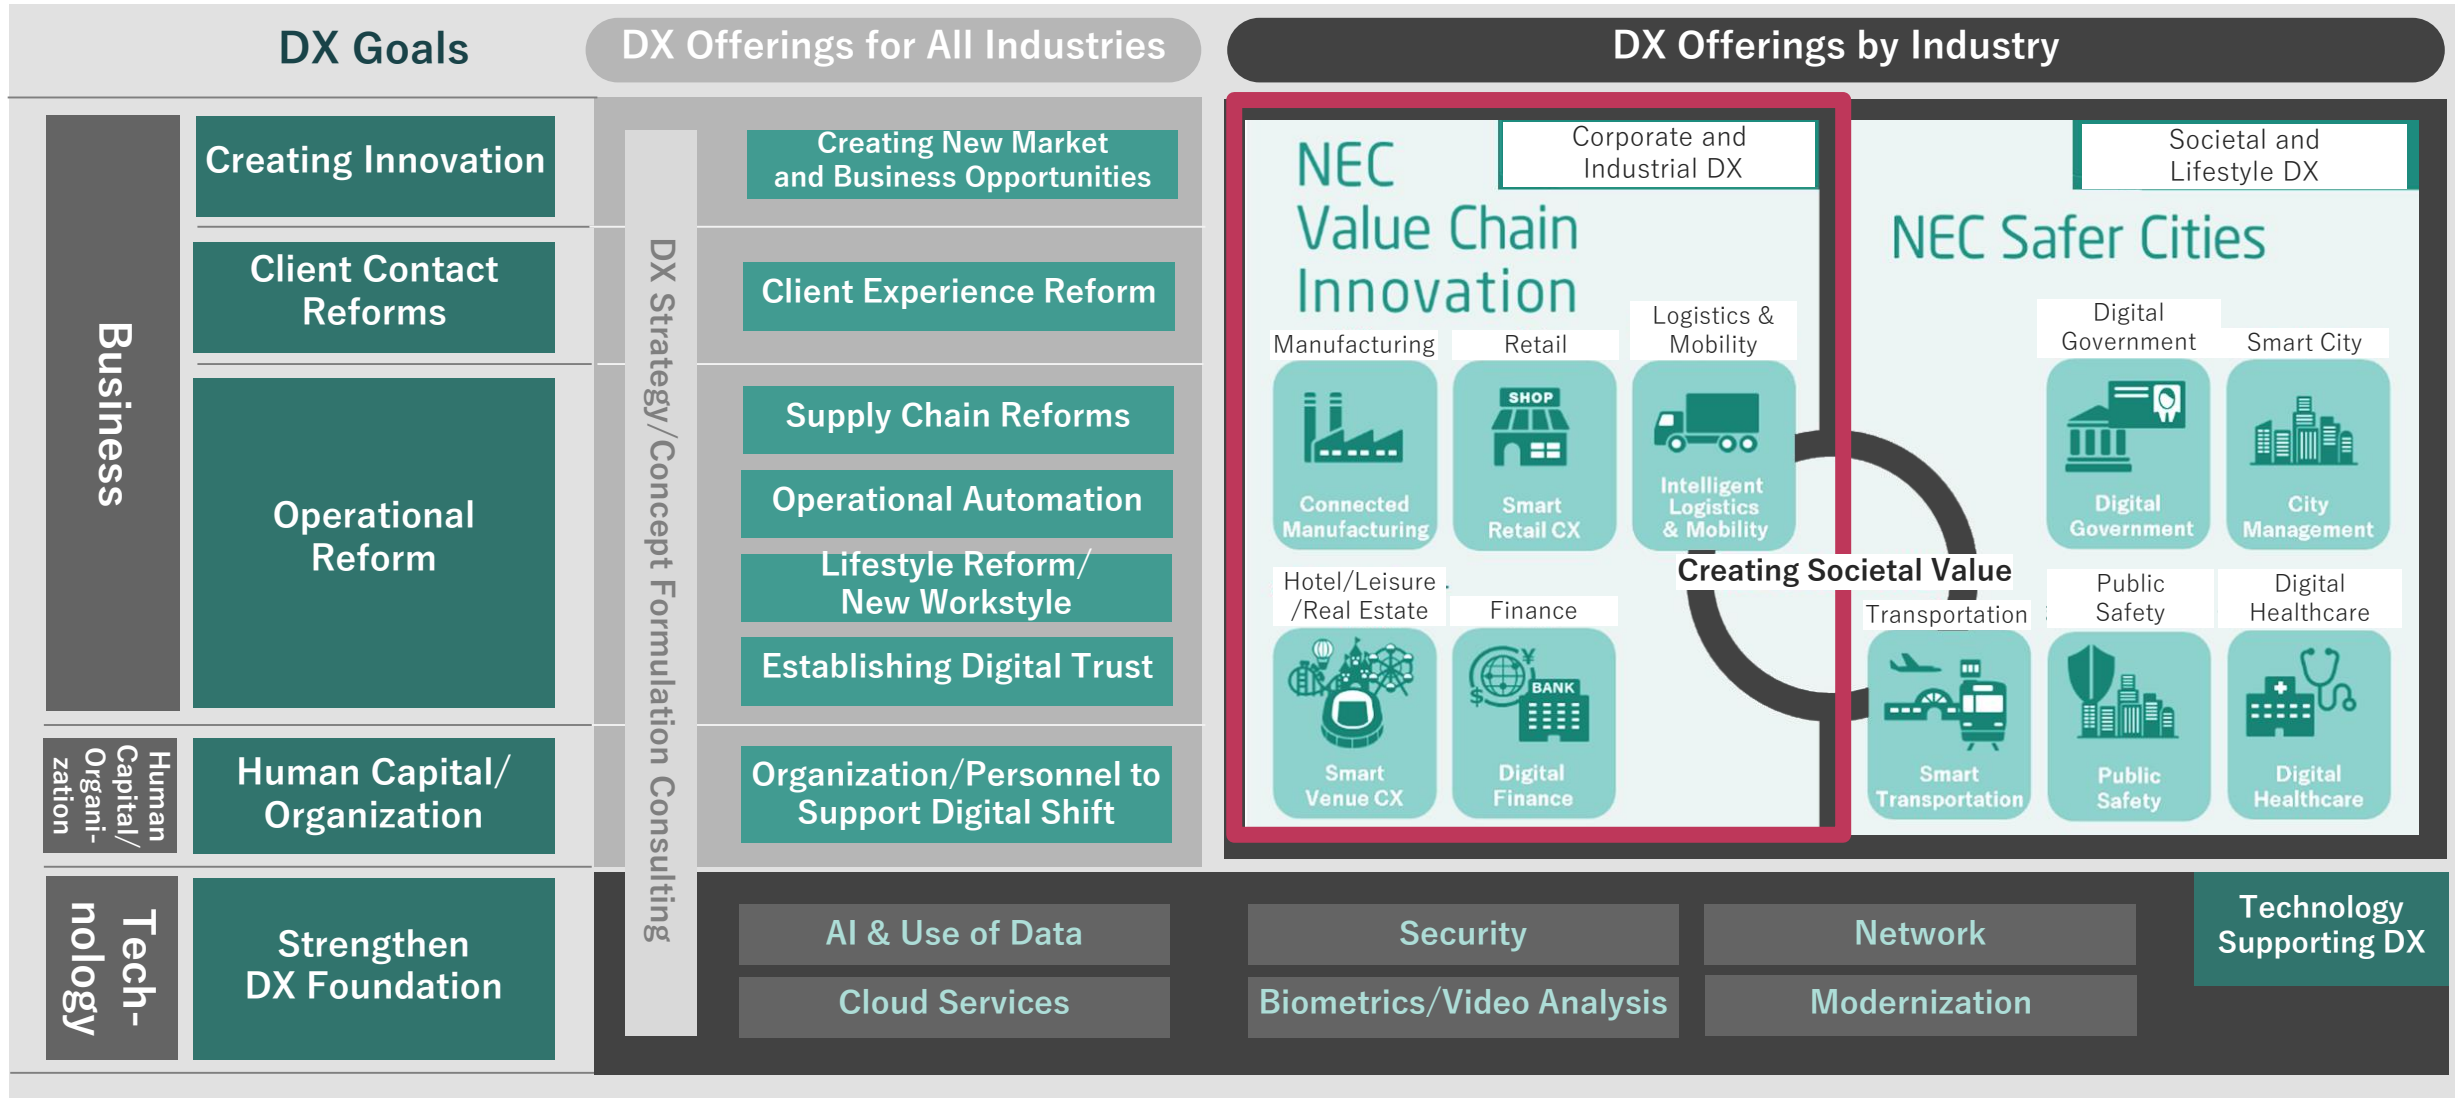 DX Goals
DX Offerings for All Industries
DX Offerings by Industry
Business
Creating Innovation
Client Contact
Reforms
Operational
Reform
Human
Capital/
Organi-
zation
Human Capital/
Organization
Tech-
nology
Strengthen
DX Foundation
DX Strategy/Concept Formulation Consulting
Creating New Market
and Business Opportunities
Client Experience Reform
Supply Chain Reforms
Operational Automation
Lifestyle Reform/
New Workstyle
Establishing Digital Trust
Organization/Personnel to
Support Digital Shift
Corporate and
Industrial DX
NEC
Value Chain
Innovation
Manufacturing
Connected
Manufacturing
Retail
SHOP
Smart
Retail CX
Logistics &
Mobility
Intelligent
Logistics
& Mobility
Hotel/Leisure
/Real Estate
Smart
Venue CX
Finance
¥
$
BANK
Digital
Finance
Creating Societal Value
Societal and
Lifestyle DX
NEC Safer Cities
Digital
Government
Digital
Government
Smart City
City
Management
Transportation
Smart
Transportation
Public
Safety
Public
Safety
Digital
Healthcare
Digital
Healthcare
AI & Use of Data
Security
Network
Cloud Services
Biometrics/Video Analysis
Modernization
Technology
Supporting DX